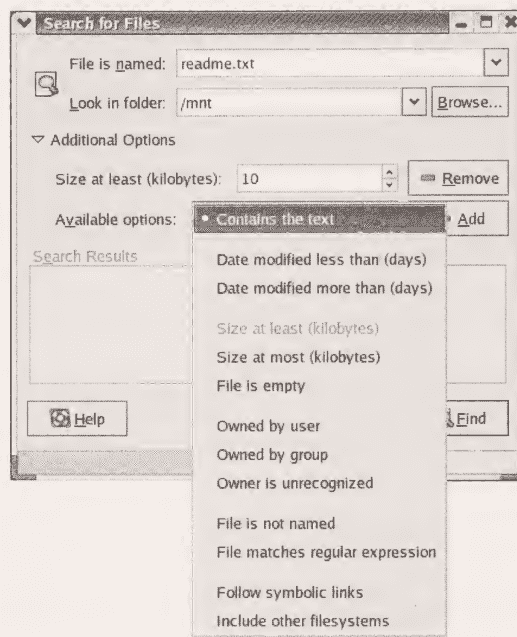 Search for Files
File is named: readme.txt
Look in folder: /mnt Browse...
Additional Options
Size at least (kilobytes): 10 Remove
Available options: Contains the text Add
Search Results
Date modified less than (days)
Date modified more than (days)
Size at least (kilobytes)
Size at most (kilobytes)
File is empty
Help Find
Owned by user
Owned by group
Owner is unrecognized
File is not named
File matches regular expression
Follow symbolic links
Include other filesystems